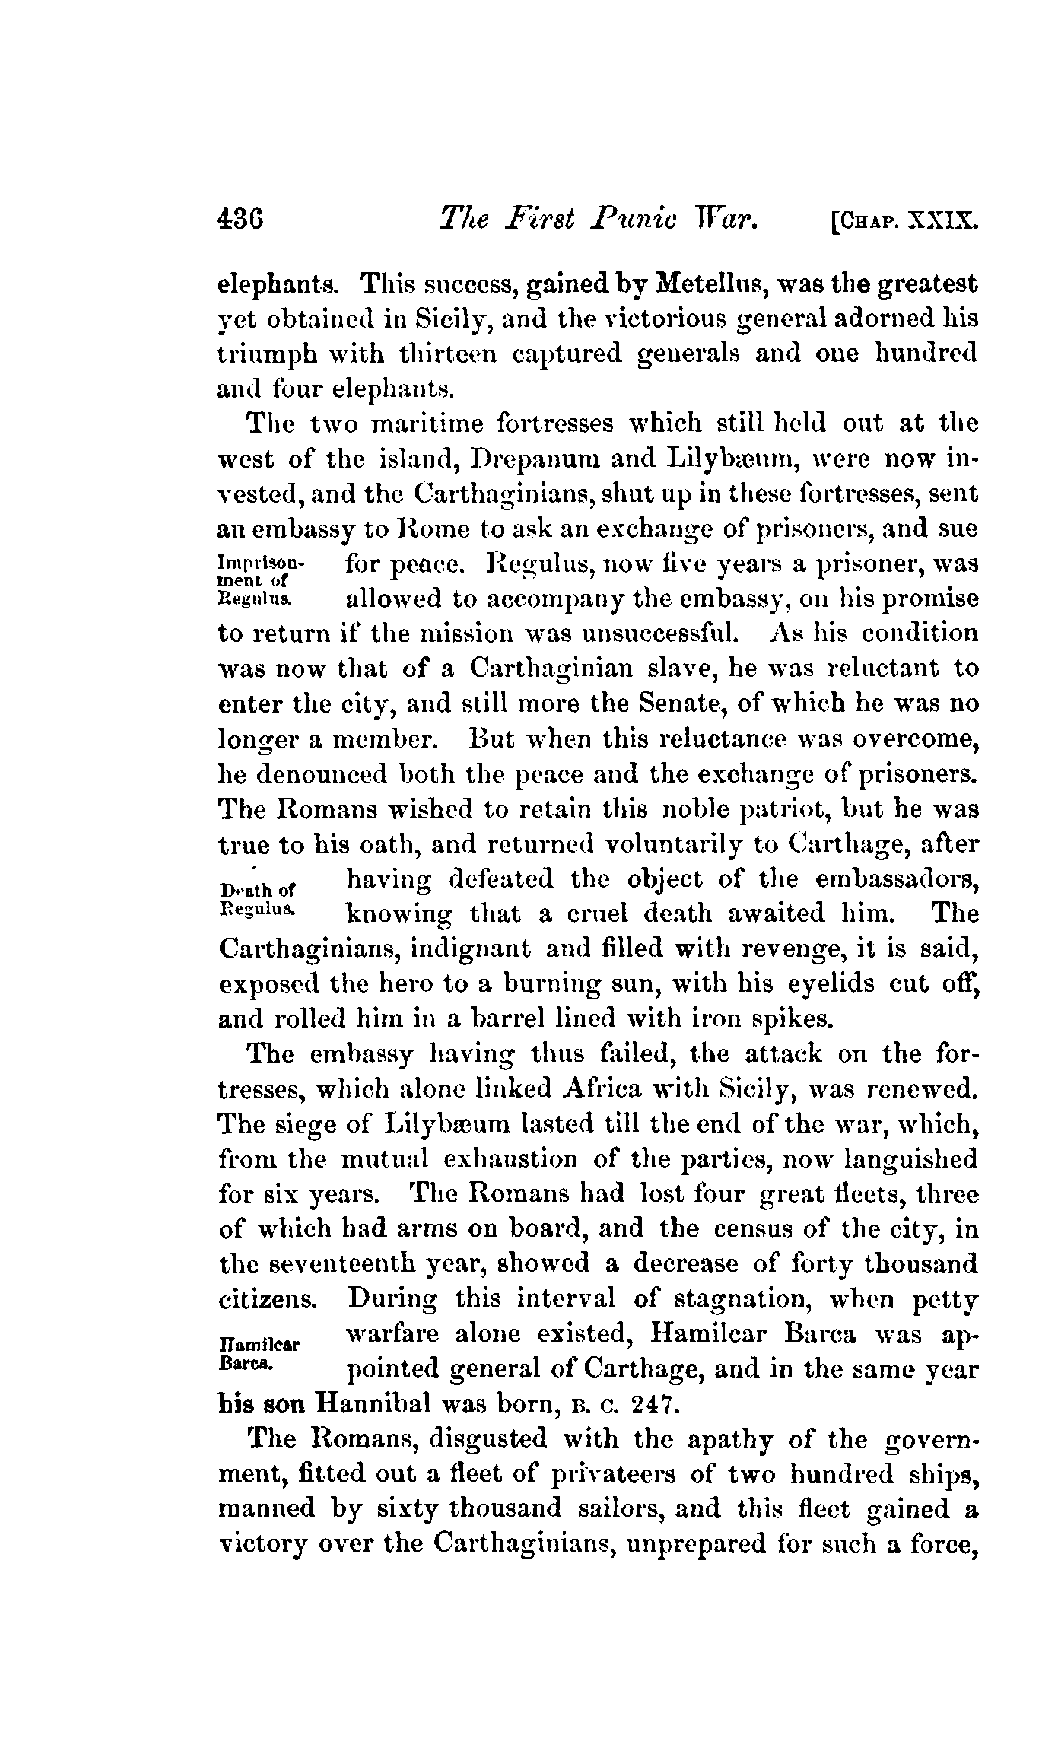 436 The First Punic War. [CHAP. XXIX.
elephants. This success, gained by Metellus, was the greatest
yet obtained in Sicily, and the victorious general adorned his
triumph with thirteen captured generals and one hundred
and four elephants.
The two maritime fortresses which still held out at the
west of the island, Drepanum and Lilybæum, were now in-
vested, and the Carthaginians, shut up in these fortresses, sent
an embassy to Rome to ask an exchange of prisoners, and sue
Imprison-
ment of
Regulus.
for peace. Regulus, now five years a prisoner, was
allowed to accompany the embassy, on his promise
to return if the mission was unsuccessful. As his condition
was now that of a Carthaginian slave, he was reluctant to
enter the city, and still more the Senate, of which he was no
longer a member. But when this reluctance was overcome,
he denounced both the peace and the exchange of prisoners.
The Romans wished to retain this noble patriot, but he was
true to his oath, and returned voluntarily to Carthage, after
Death of
Regulus.
having defeated the object of the embassadors,
knowing that a cruel death awaited him. The
Carthaginians, indignant and filled with revenge, it is said,
exposed the hero to a burning sun, with his eyelids cut off,
and rolled him in a barrel lined with iron spikes.
The embassy having thus failed, the attack on the for-
tresses, which alone linked Africa with Sicily, was renewed.
The siege of Lilybæum lasted till the end of the war, which,
from the mutual exhaustion of the parties, now languished
for six years. The Romans had lost four great fleets, three
of which had arms on board, and the census of the city, in
the seventeenth year, showed a decrease of forty thousand
citizens. During this interval of stagnation, when petty
Hamilcar
Barca.
warfare alone existed, Hamilcar Barca was ap-
pointed general of Carthage, and in the same year
his son Hannibal was born, B. C. 247.
The Romans, disgusted with the apathy of the govern-
ment, fitted out a fleet of privateers of two hundred ships,
manned by sixty thousand sailors, and this fleet gained a
victory over the Carthaginians, unprepared for such a force,